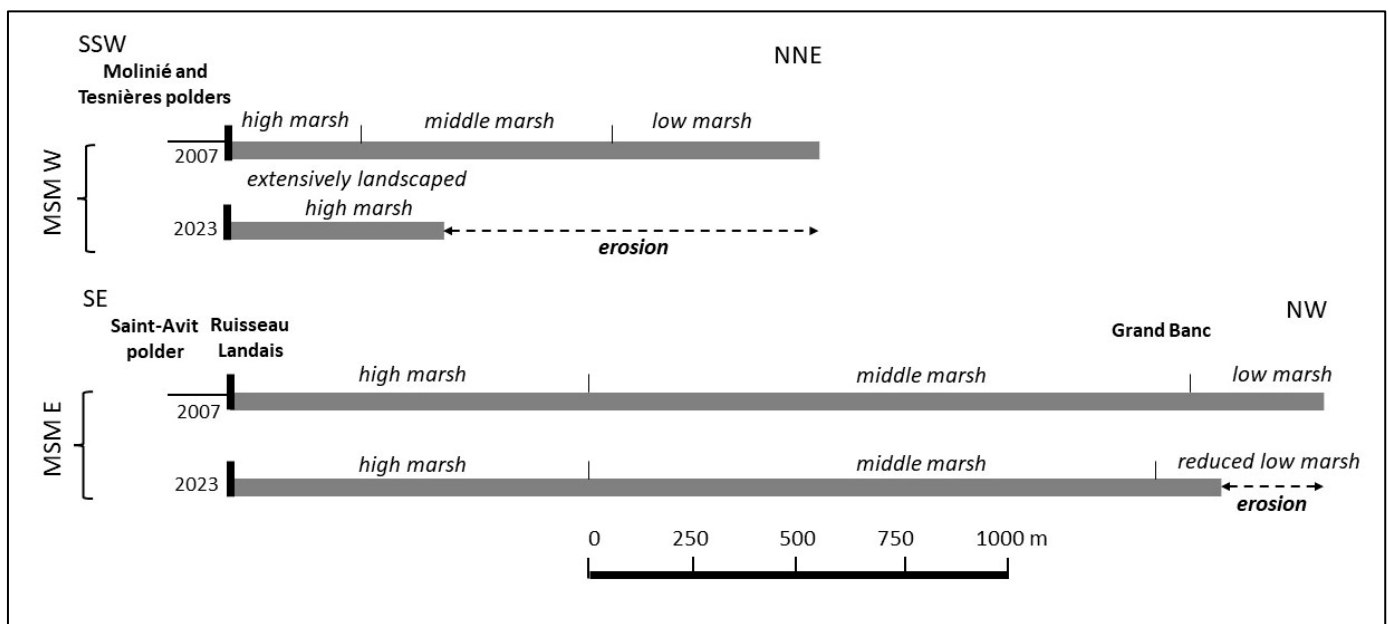 SSW
NNE
Molinié and
Tesnières polders
high marsh
middle marsh
low marsh
MSM W
2007
extensively landscaped
high marsh
2023
erosion
SE
NW
Saint-Avit
polder
Ruisseau
Landais
Grand Banc
high marsh
middle marsh
low marsh
MSM E
2007
high marsh
middle marsh
reduced low marsh
2023
erosion
0 250 500 750 1000 m